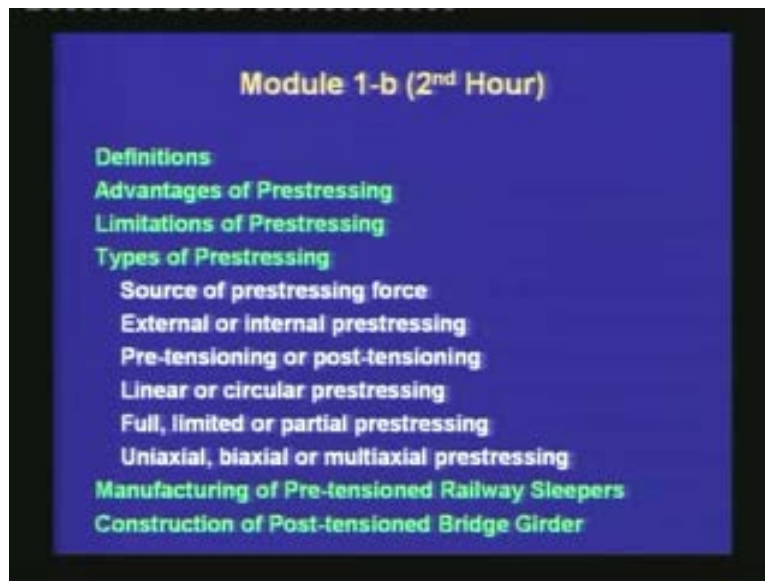 Module 1-b (2nd Hour)
Definitions
Advantages of Prestressing
Limitations of Prestressing
Types of Prestressing
Source of prestressing force
External or internal prestressing
Pre-tensioning or post-tensioning
Linear or circular prestressing
Full, limited or partial prestressing
Uniaxial, biaxial or multiaxial prestressing
Manufacturing of Pre-tensioned Railway Sleepers
Construction of Post-tensioned Bridge Girder